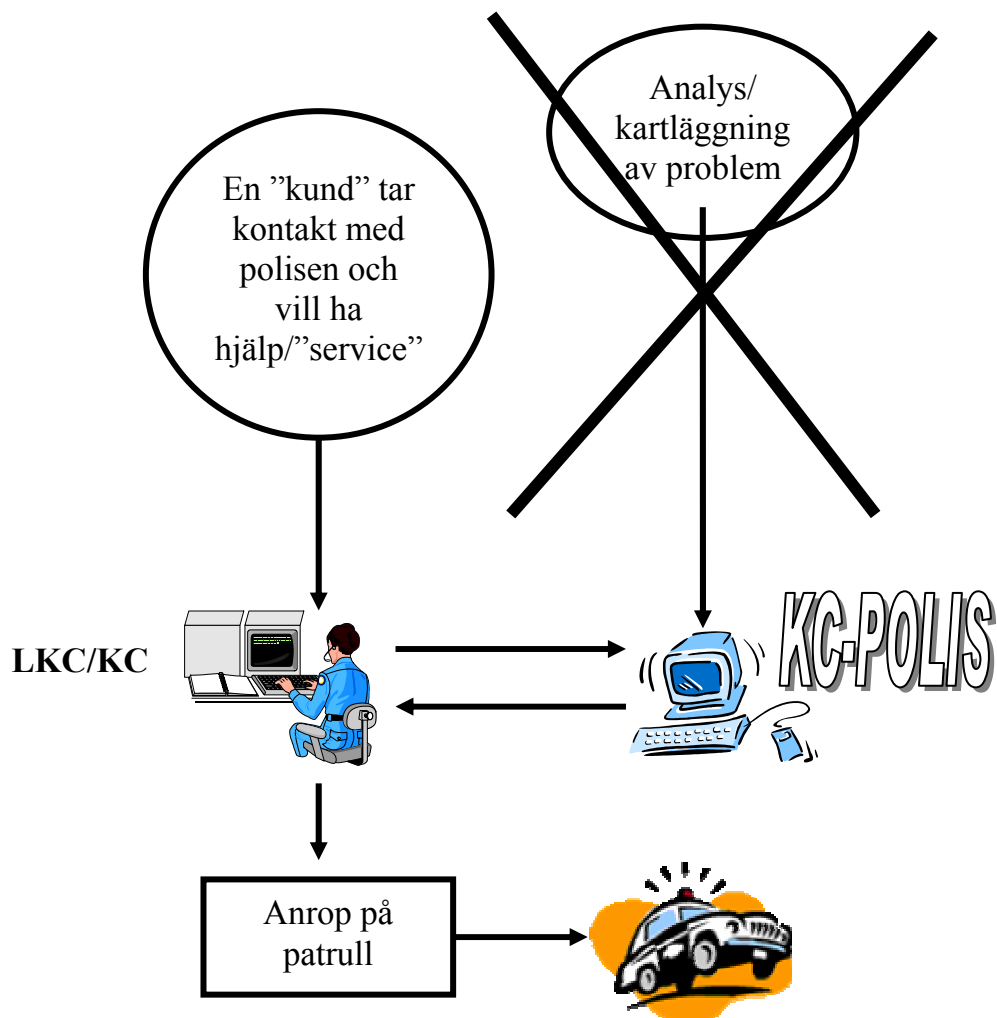 Analys/
kartläggning
av problem
En ”kund” tar
kontakt med
polisen och
vill ha
hjälp/”service”
LKC/KC
KC-POLIS
Anrop på
patrull